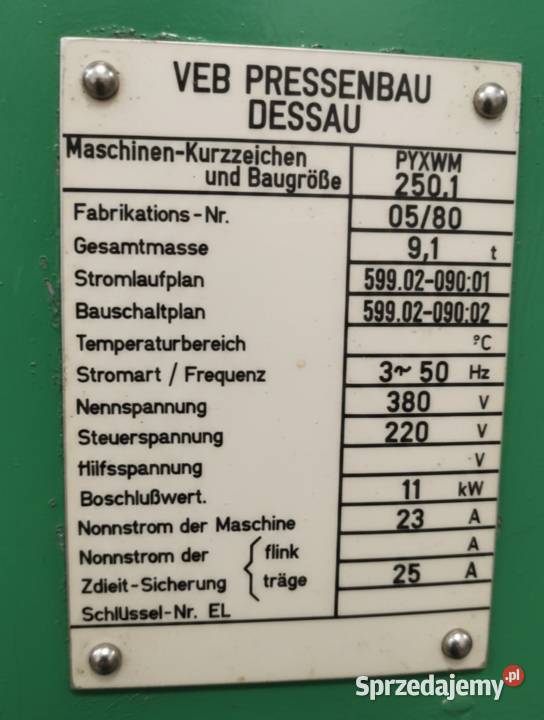 VEB PRESSENBAU
DESSAU
Maschinen-Kurzzeichen und Baugröße PYXWM 250.1
Fabrikations-Nr. 05/80
Gesamtmasse 9,1 t
Stromlaufplan 599.02-090:01
Bauschaltplan 599.02-090:02
Temperaturbereich °C
Stromart / Frequenz 3~ 50 Hz
Nennspannung 380 V
Steuerspannung 220 V
Hilfsspannung V
Boschlußwert. 11 kW
Nonnstrom der Maschine 23 A
Nonnstrom der { flink A
Zdieit-Sicherung träge 25 A
Schlüssel-Nr. EL
Sprzedajemy.pl